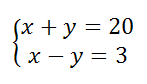 x + y = 20
x − y = 3